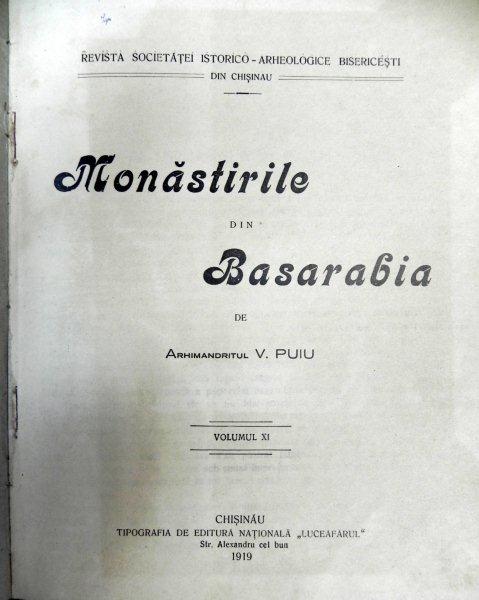 REVISTA SOCIETĂȚEI ISTORICO-ARHEOLOGICE BISERICEȘTI
DIN CHIȘINAU
Monăstirile
DIN
Basarabia
DE
ARHIMANDRITUL V. PUIU
VOLUMUL XI
CHIȘINĂU
TIPOGRAFIA DE EDITURĂ NAȚIONALĂ „LUCEAFĂRUL"
Str. Alexandru cel bun
1919